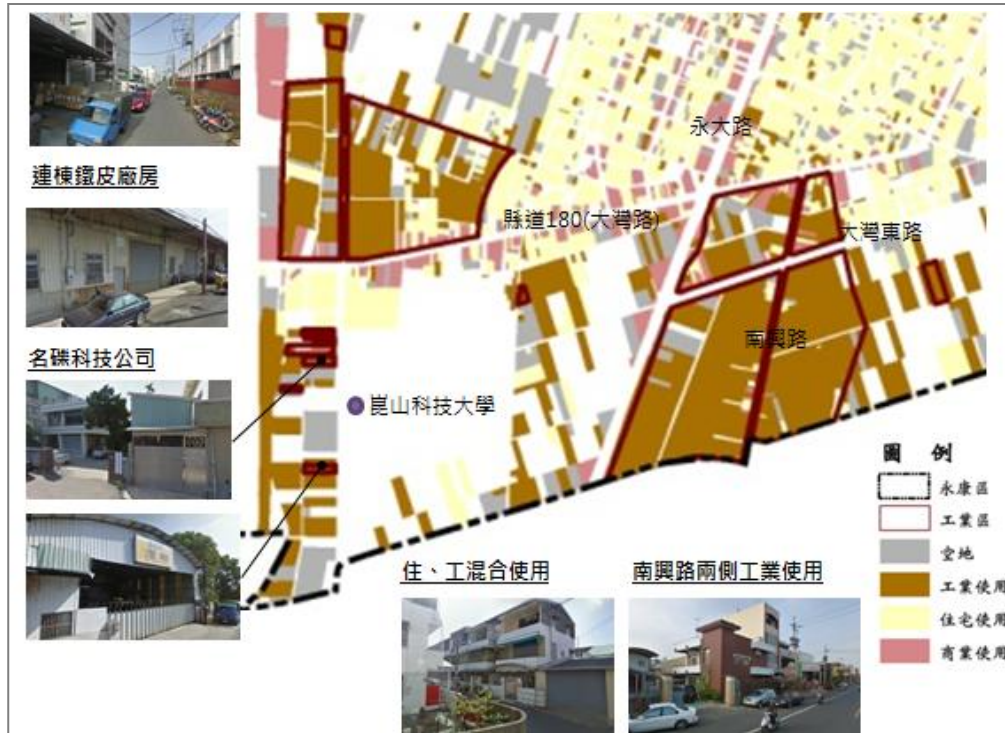 連棟鐵皮廠房
名磔科技公司
永大路
縣道180(大灣路)
大灣東路
南興路
崑山科技大學
住、工混合使用
南興路兩側工業使用
圖 例
永康區
工業區
空地
工業使用
住宅使用
商業使用